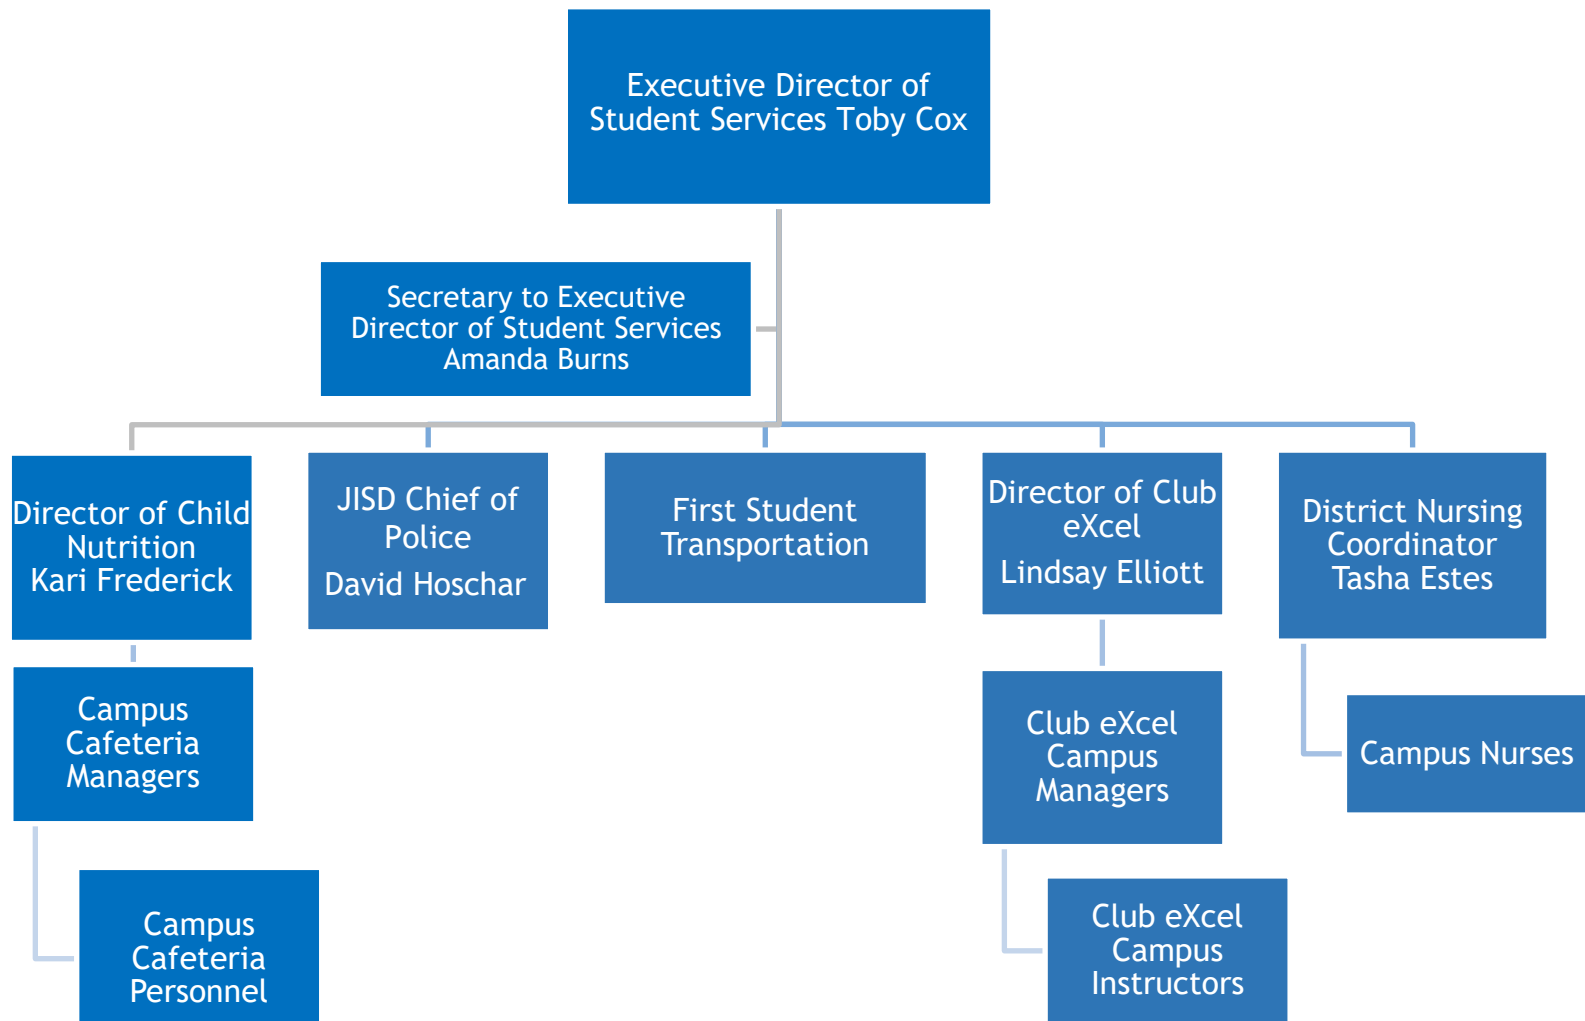 Executive Director of
Student Services Toby Cox
Secretary to Executive
Director of Student Services
Amanda Burns
Director of Child
Nutrition
Kari Frederick
JISD Chief of
Police
David Hoschar
First Student
Transportation
Director of Club
eXcel
Lindsay Elliott
District Nursing
Coordinator
Tasha Estes
Campus
Cafeteria
Managers
Club eXcel
Campus
Managers
Campus Nurses
Campus
Cafeteria
Personnel
Club eXcel
Campus
Instructors